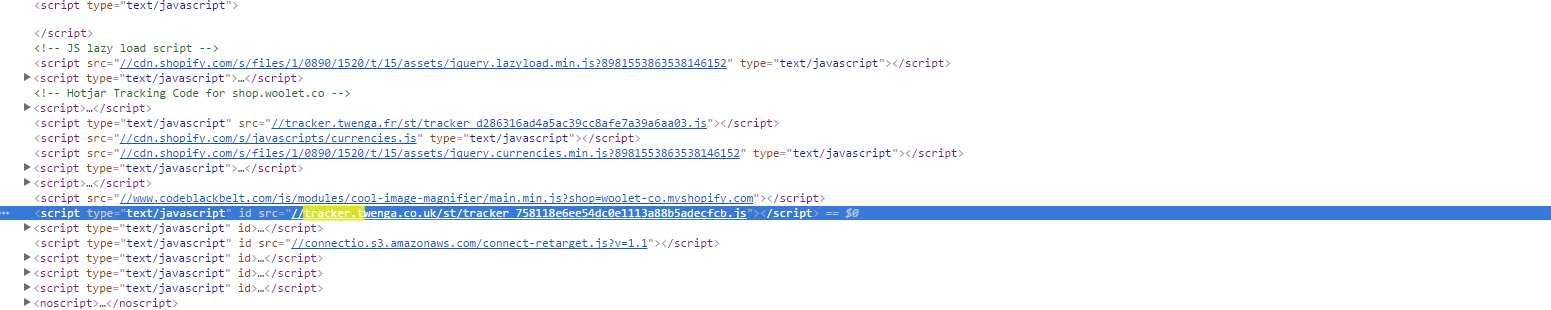 <script type="text/javascript">
</script>
<!-- JS lazy load script -->
<script src="//cdn.shopify.com/s/files/1/0890/1520/t/15/assets/jquery.lazyload.min.js?8981553863538146152" type="text/javascript"></script>
▶<script type="text/javascript">…</script>
<!-- Hotjar Tracking Code for shop.woolet.co -->
▶<script>…</script>
<script type="text/javascript" src="//tracker.twenga.fr/st/tracker_d286316ad4a5ac39cc8afe7a39a6aa03.js"></script>
<script src="//cdn.shopify.com/s/javascripts/currencies.js" type="text/javascript"></script>
<script src="//cdn.shopify.com/s/files/1/0890/1520/t/15/assets/jquery.currencies.min.js?8981553863538146152" type="text/javascript"></script>
▶<script type="text/javascript">…</script>
▶<script>…</script>
<script src="//www.codeblackbelt.com/js/modules/cool-image-magnifier/main.min.js?shop=woolet-co.myshopify.com"></script>
…<script type="text/javascript" id src="//tracker.twenga.co.uk/st/tracker_758118e6ee54dc0e1113a88b5adecfcb.js"></script> == $0
▶<script type="text/javascript" id>…</script>
<script type="text/javascript" id src="//connectio.s3.amazonaws.com/connect-retarget.js?v=1.1"></script>
▶<script type="text/javascript" id>…</script>
▶<script type="text/javascript" id>…</script>
▶<script type="text/javascript" id>…</script>
▶<noscript>…</noscript>